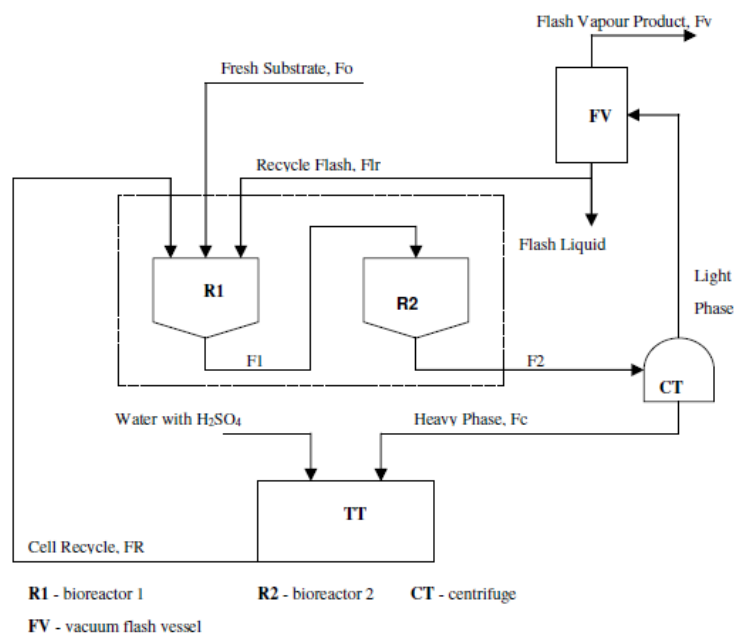 Flash Vapour Product, Fv
Fresh Substrate, Fo
FV
Recycle Flash, Flr
Flash Liquid
Light
Phase
R1
R2
F1
F2
CT
Water with H₂SO₄
Heavy Phase, Fc
TT
Cell Recycle, FR
R1 - bioreactor 1
R2 - bioreactor 2
CT - centrifuge
FV - vacuum flash vessel